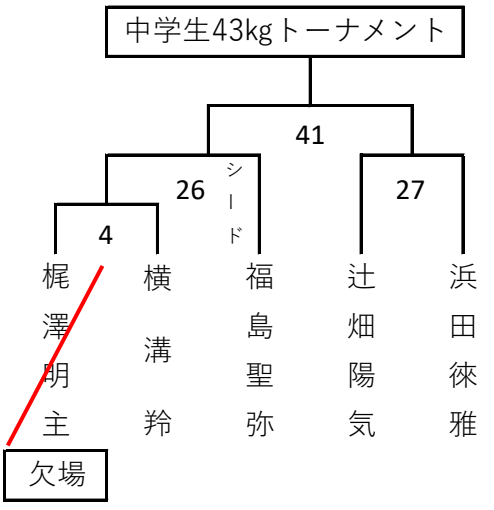 中学生43kgトーナメント
41
26
シード
27
4
梶澤明主
横溝羚
福島聖弥
辻畑陽気
浜田徠雅
欠場